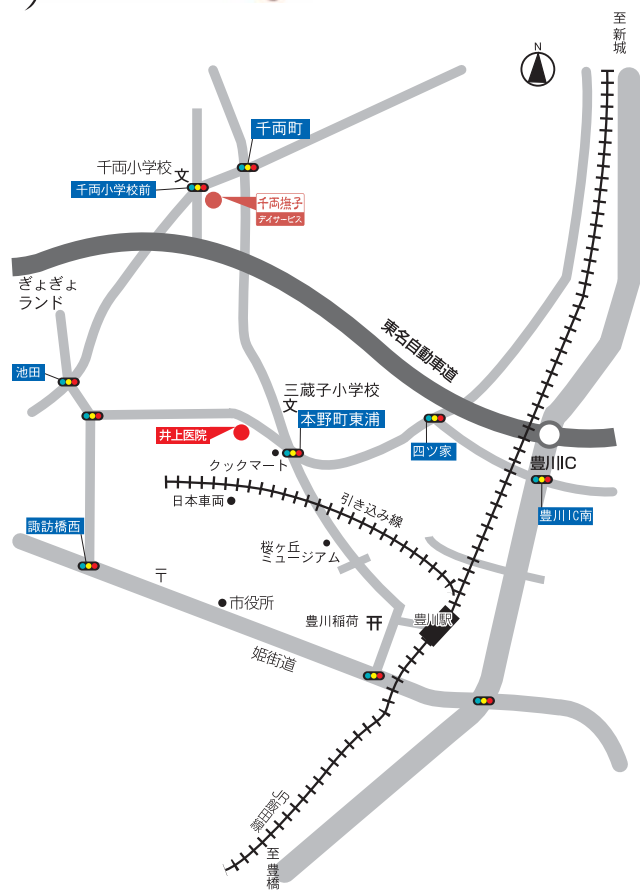 至新城
N
千両町
千両小学校
文
千両小学校前
千両撫子
デイサービス
ぎょぎょ
ランド
東名自動車道
池田
三蔵子小学校
文
本野町東浦
井上医院
四ツ家
クックマート
豊川IC
日本車両
引き込み線
豊川IC南
諏訪橋西
桜ヶ丘
ミュージアム
〒
市役所
豊川稲荷
豊川駅
姫街道
JR飯田線
至豊橋